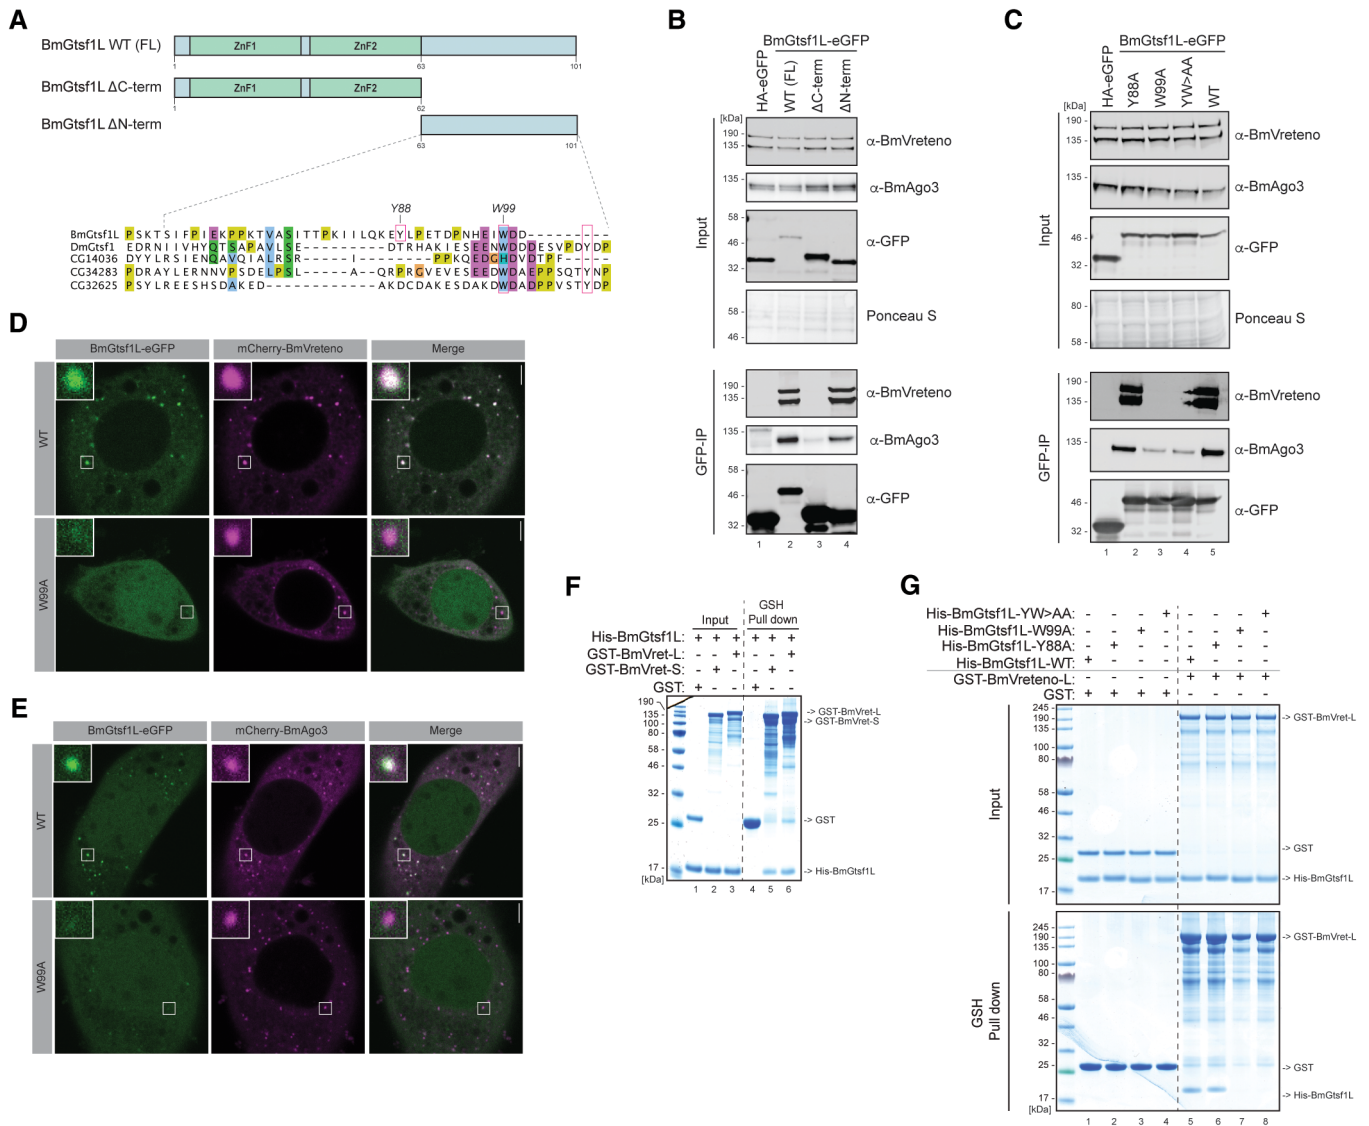 A
BmGtsf1L WT (FL)
ZnF1
ZnF2
1
63
101
BmGtsf1L ΔC-term
ZnF1
ZnF2
1
62
BmGtsf1L ΔN-term
63
101
Y88
W99
BmGtsf1L PSKTSIFPIEKPPKTVASITTPKIILQKEYLPETDPNHEIWDD--------
DmGtsf1
CG14036
CG34283
CG32625
B
BmGtsf1L-eGFP
HA-eGFP
WT (FL)
ΔC-term
ΔN-term
[kDa]
190 -
135 -
α-BmVreteno
135 -
α-BmAgo3
58 -
46 -
32 -
α-GFP
58 -
46 -
Ponceau S
Input
190 -
135 -
α-BmVreteno
135 -
α-BmAgo3
58 -
46 -
32 -
α-GFP
GFP-IP
1 2 3 4
C
BmGtsf1L-eGFP
HA-eGFP
Y88A
W99A
YW>AA
WT
[kDa]
190 -
135 -
α-BmVreteno
135 -
α-BmAgo3
58 -
46 -
32 -
α-GFP
80 -
58 -
Ponceau S
Input
190 -
135 -
α-BmVreteno
135 -
α-BmAgo3
46 -
32 -
α-GFP
GFP-IP
1 2 3 4 5
D
BmGtsf1L-eGFP mCherry-BmVreteno Merge
WT
W99A
E
BmGtsf1L-eGFP mCherry-BmAgo3 Merge
WT
W99A
F
Input
GSH
Pull down
His-BmGtsf1L: + + + + + +
GST-BmVret-L: - - + - - +
GST-BmVret-S: - + - - + -
GST: + - - + - -
190
135 -
100 -
80 -
58 -
46 -
32 -
25 -
17 -
[kDa]
-> GST-BmVret-L
-> GST-BmVret-S
-> GST
-> His-BmGtsf1L
1 2 3 4 5 6
G
His-BmGtsf1L-YW>AA: - - - + - - - +
His-BmGtsf1L-W99A: - - + - - - + -
His-BmGtsf1L-Y88A: - + - - - + - -
His-BmGtsf1L-WT: + - - - + - - -
GST-BmVreteno-L: - - - - + + + +
GST: + + + + - - - -
245 -
190 -
135 -
100 -
80 -
58 -
46 -
32 -
25 -
17 -
Input
-> GST-BmVret-L
-> GST
-> His-BmGtsf1L
245 -
190 -
135 -
100 -
80 -
58 -
46 -
32 -
25 -
17 -
[kDa]
GSH
Pull down
-> GST-BmVret-L
-> GST
-> His-BmGtsf1L
1 2 3 4 5 6 7 8